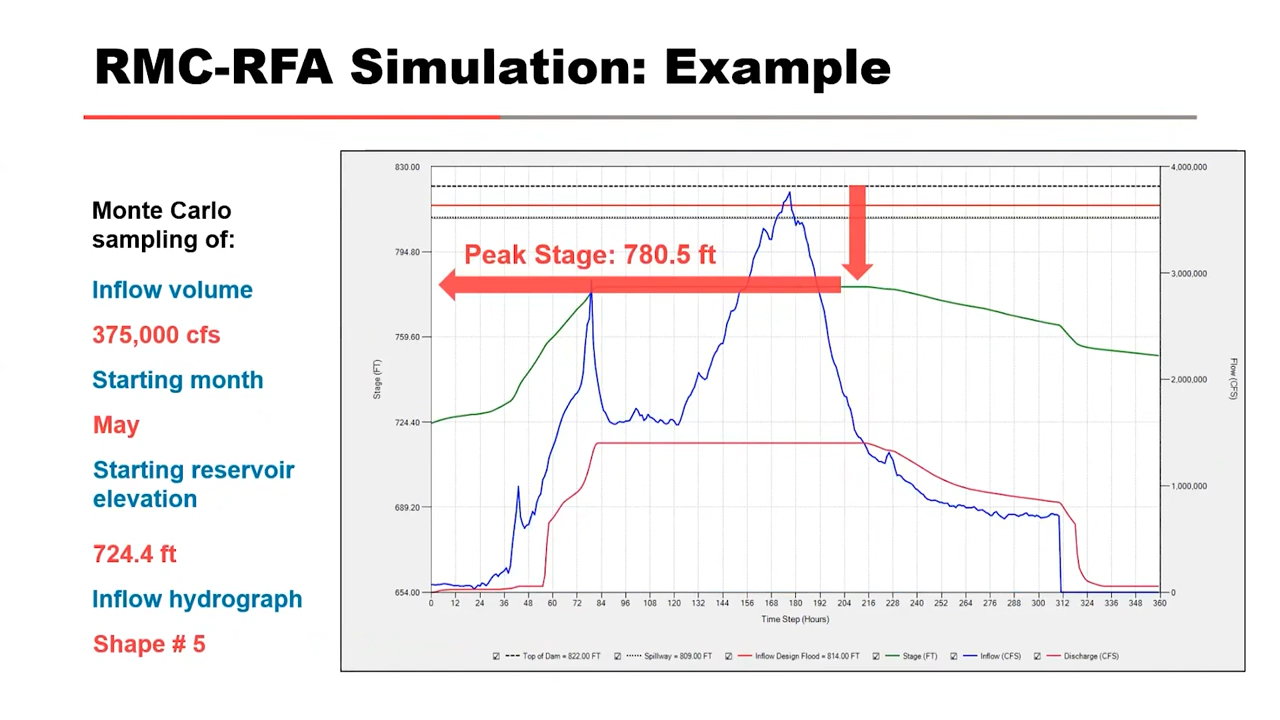 RMC-RFA Simulation: Example
Monte Carlo
sampling of:
Inflow volume
375,000 cfs
Starting month
May
Starting reservoir
elevation
724.4 ft
Inflow hydrograph
Shape # 5
Peak Stage: 780.5 ft
830.00
794.80
759.60
724.40
689.20
654.00
Stage (FT)
4,000,000
3,000,000
2,000,000
1,000,000
0
Flow (CFS)
0 12 24 36 48 60 72 84 96 108 120 132 144 156 168 180 192 204 216 228 240 252 264 276 288 300 312 324 336 348 360
Time Step (Hours)
Top of Dam = 822.00 FT Spillway = 809.00 FT Inflow Design Flood = 814.00 FT Stage (FT) Inflow (CFS) Discharge (CFS)